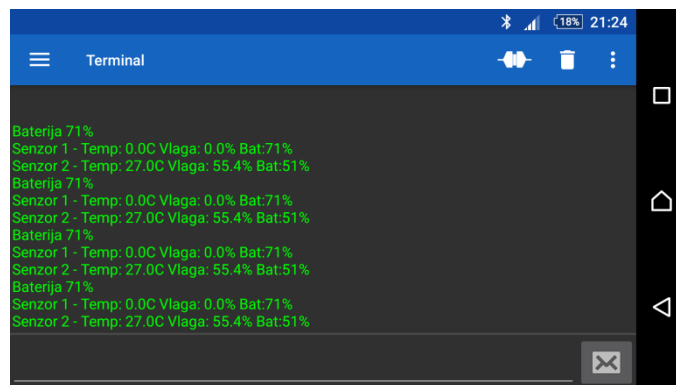 18% 21:24
Terminal
Baterija 71%
Senzor 1 - Temp: 0.0C Vlaga: 0.0% Bat:71%
Senzor 2 - Temp: 27.0C Vlaga: 55.4% Bat:51%
Baterija 71%
Senzor 1 - Temp: 0.0C Vlaga: 0.0% Bat:71%
Senzor 2 - Temp: 27.0C Vlaga: 55.4% Bat:51%
Baterija 71%
Senzor 1 - Temp: 0.0C Vlaga: 0.0% Bat:71%
Senzor 2 - Temp: 27.0C Vlaga: 55.4% Bat:51%
Baterija 71%
Senzor 1 - Temp: 0.0C Vlaga: 0.0% Bat:71%
Senzor 2 - Temp: 27.0C Vlaga: 55.4% Bat:51%